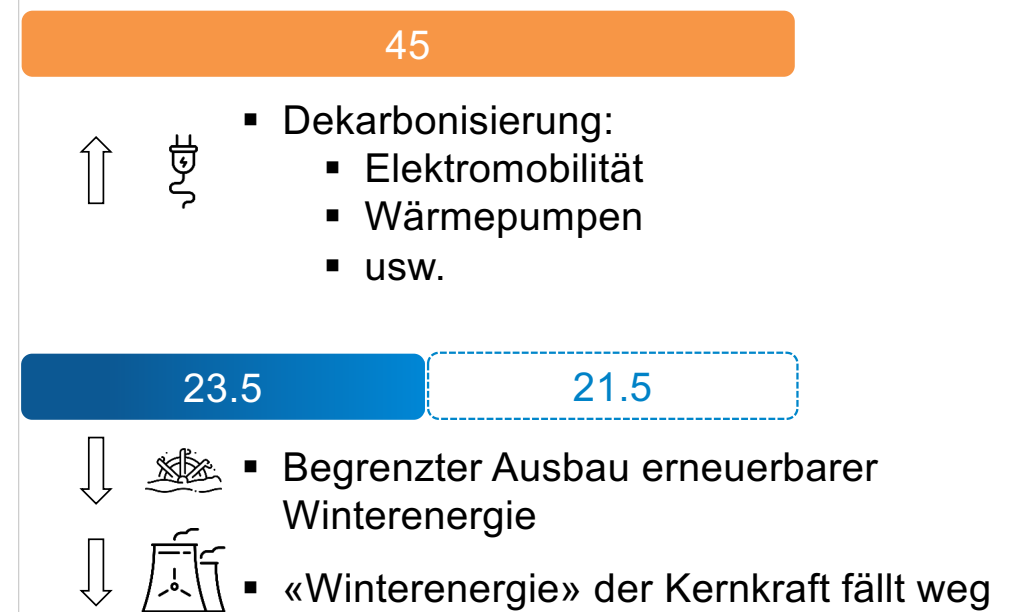 45
▪ Dekarbonisierung:
▪ Elektromobilität
▪ Wärmepumpen
▪ usw.
23.5 21.5
▪ Begrenzter Ausbau erneuerbarer
Winterenergie
▪ «Winterenergie» der Kernkraft fällt weg